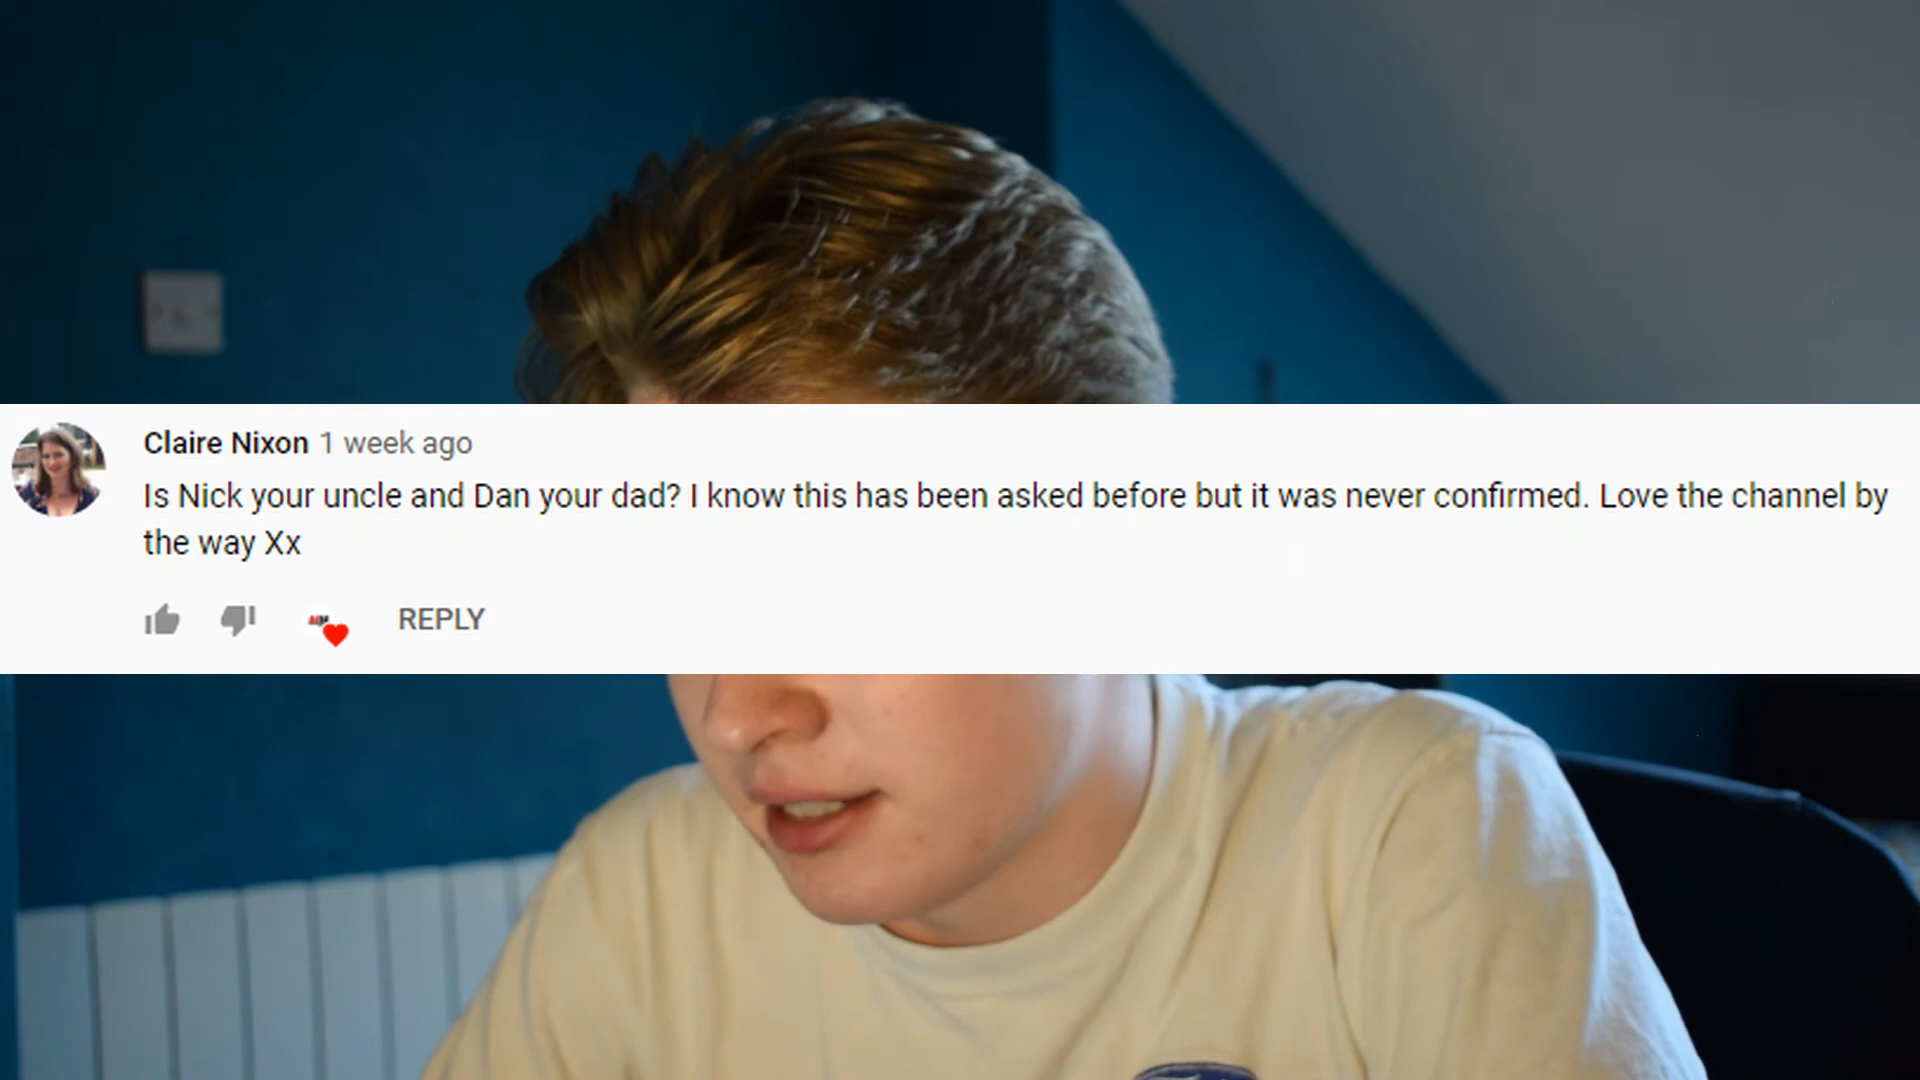 Claire Nixon 1 week ago
Is Nick your uncle and Dan your dad? I know this has been asked before but it was never confirmed. Love the channel by
the way Xx
REPLY